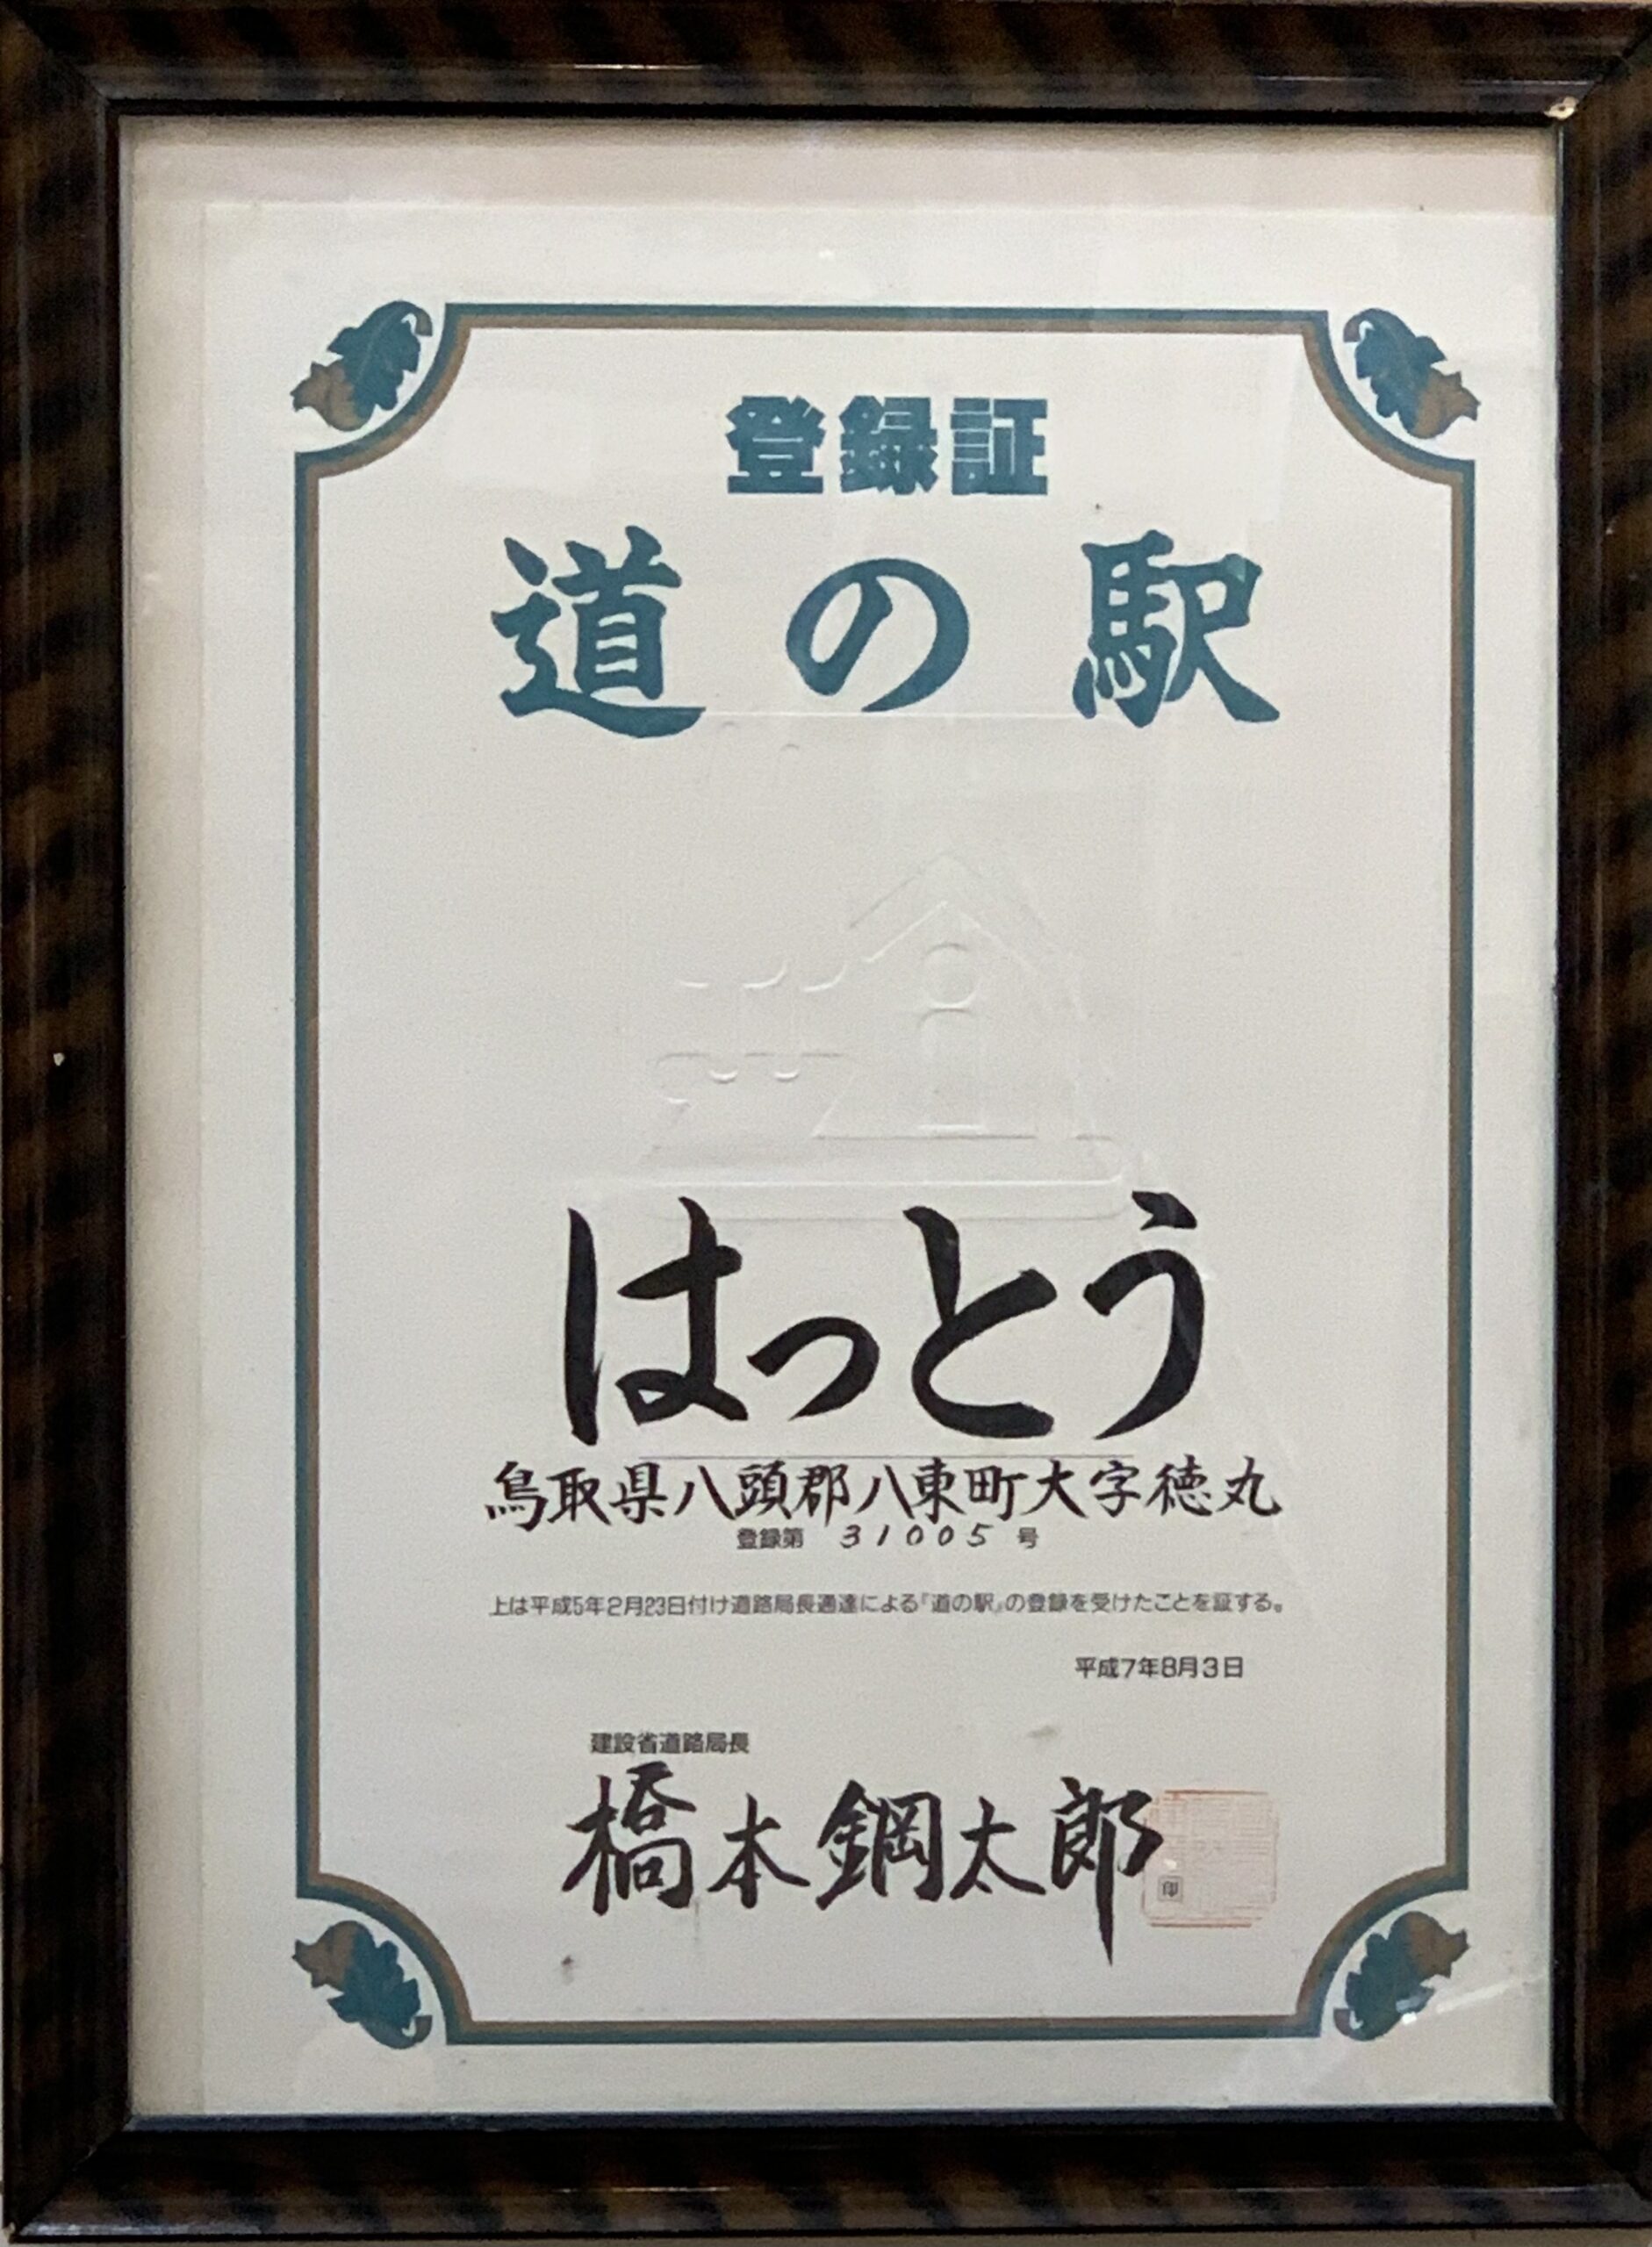 登録証
道の駅
はっとう
鳥取県八頭郡八東町大字徳丸
登録第 31005 号
上は平成5年2月23日付け道路局長通達による『道の駅』の登録を受けたことを証する。
平成7年8月3日
建設省道路局長
橋本鋼太郎
印